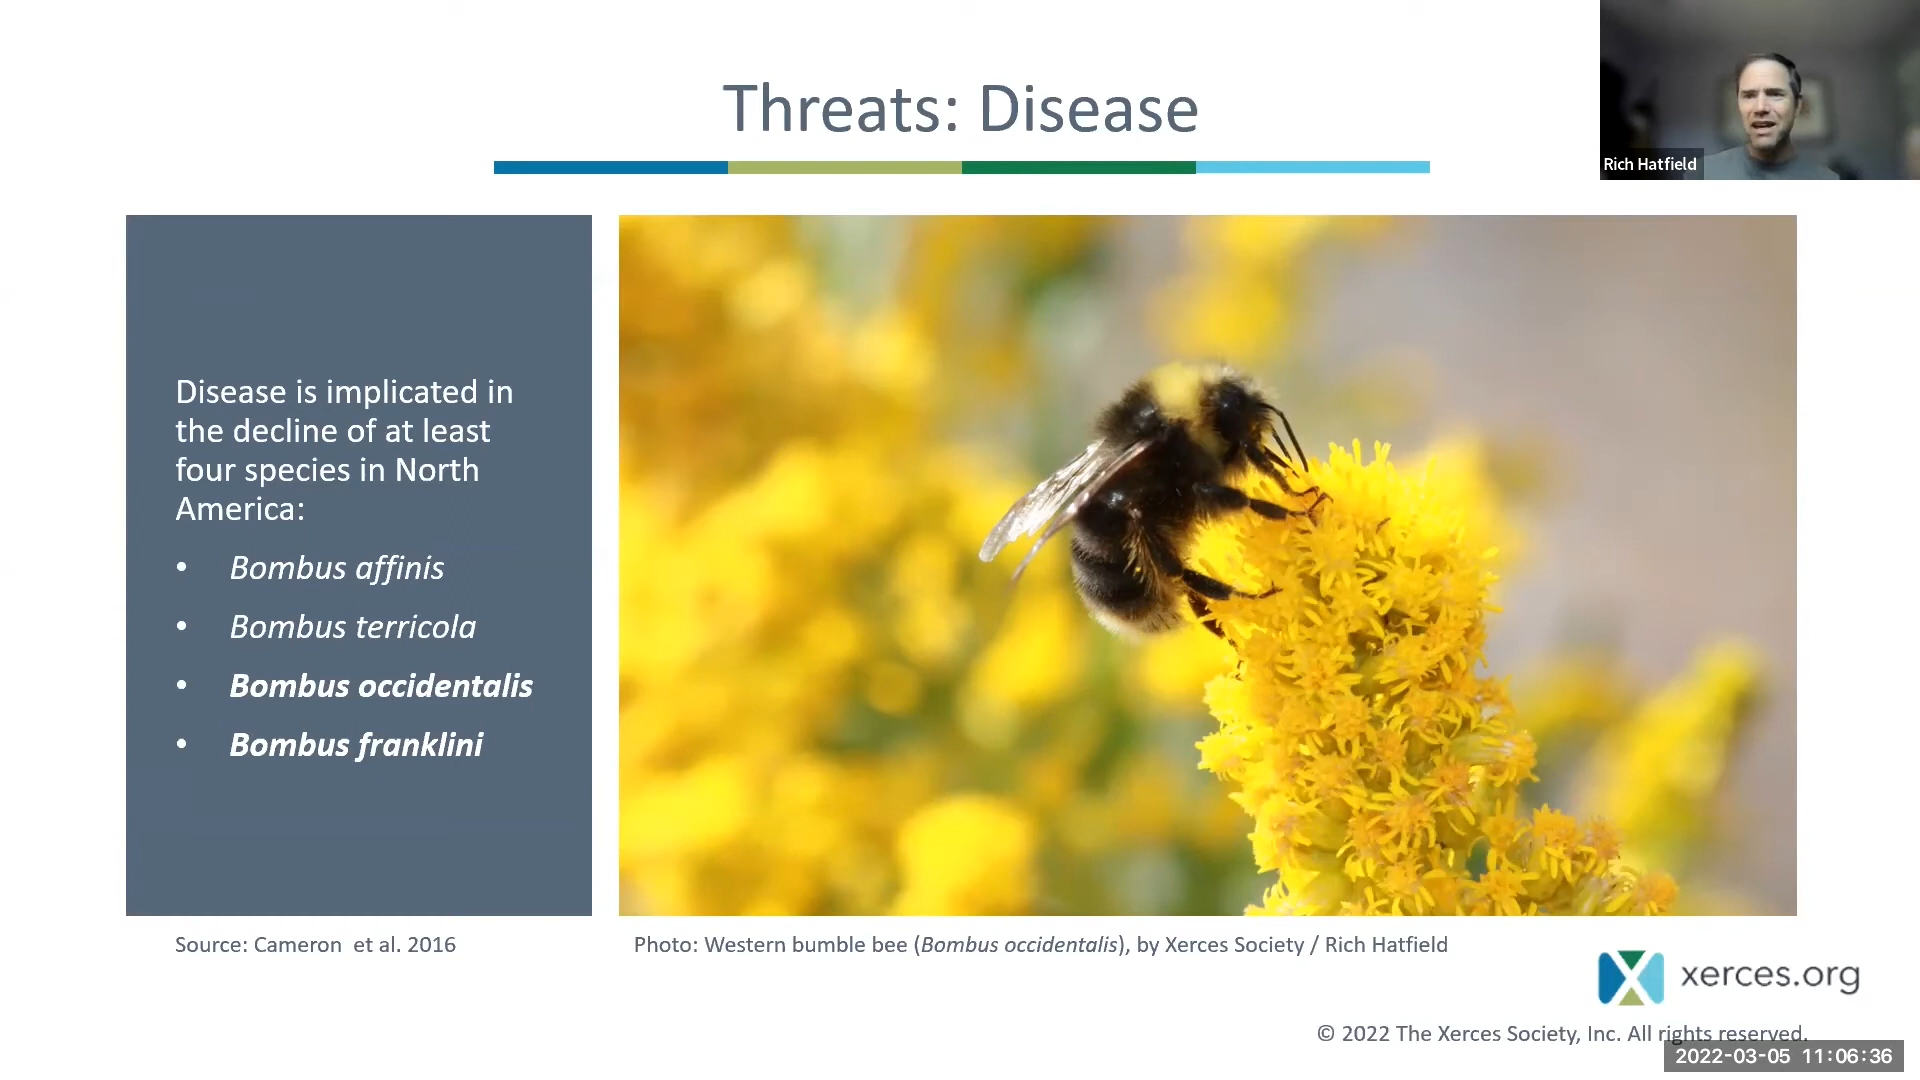 Threats: Disease
Rich Hatfield
Disease is implicated in
the decline of at least
four species in North
America:
• Bombus affinis
• Bombus terricola
• Bombus occidentalis
• Bombus franklini
Source: Cameron et al. 2016
Photo: Western bumble bee (Bombus occidentalis), by Xerces Society / Rich Hatfield
xerces.org
© 2022 The Xerces Society, Inc. All rights reserved.
2022-03-05 11:06:36